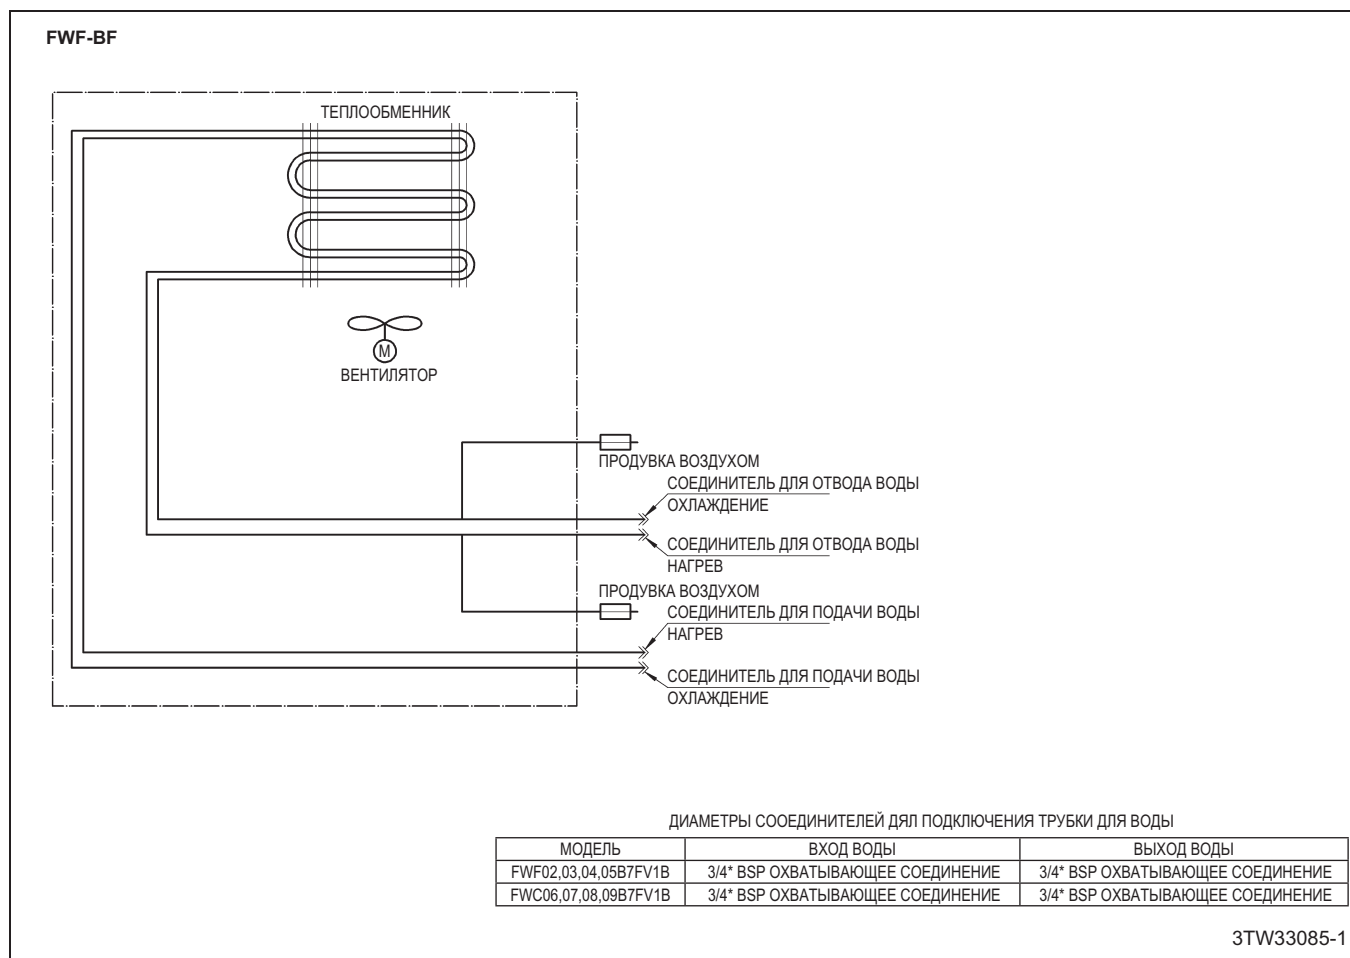 FWF-BF
ТЕПЛООБМЕННИК
M
ВЕНТИЛЯТОР
ПРОДУВКА ВОЗДУХОМ
СОЕДИНИТЕЛЬ ДЛЯ ОТВОДА ВОДЫ
ОХЛАЖДЕНИЕ
СОЕДИНИТЕЛЬ ДЛЯ ОТВОДА ВОДЫ
НАГРЕВ
ПРОДУВКА ВОЗДУХОМ
СОЕДИНИТЕЛЬ ДЛЯ ПОДАЧИ ВОДЫ
НАГРЕВ
СОЕДИНИТЕЛЬ ДЛЯ ПОДАЧИ ВОДЫ
ОХЛАЖДЕНИЕ
ДИАМЕТРЫ СООЕДИНИТЕЛЕЙ ДЯЛ ПОДКЛЮЧЕНИЯ ТРУБКИ ДЛЯ ВОДЫ
МОДЕЛЬ ВХОД ВОДЫ ВЫХОД ВОДЫ
FWF02,03,04,05B7FV1B 3/4* BSP ОХВАТЫВАЮЩЕЕ СОЕДИНЕНИЕ 3/4* BSP ОХВАТЫВАЮЩЕЕ СОЕДИНЕНИЕ
FWC06,07,08,09B7FV1B 3/4* BSP ОХВАТЫВАЮЩЕЕ СОЕДИНЕНИЕ 3/4* BSP ОХВАТЫВАЮЩЕЕ СОЕДИНЕНИЕ
3TW33085-1